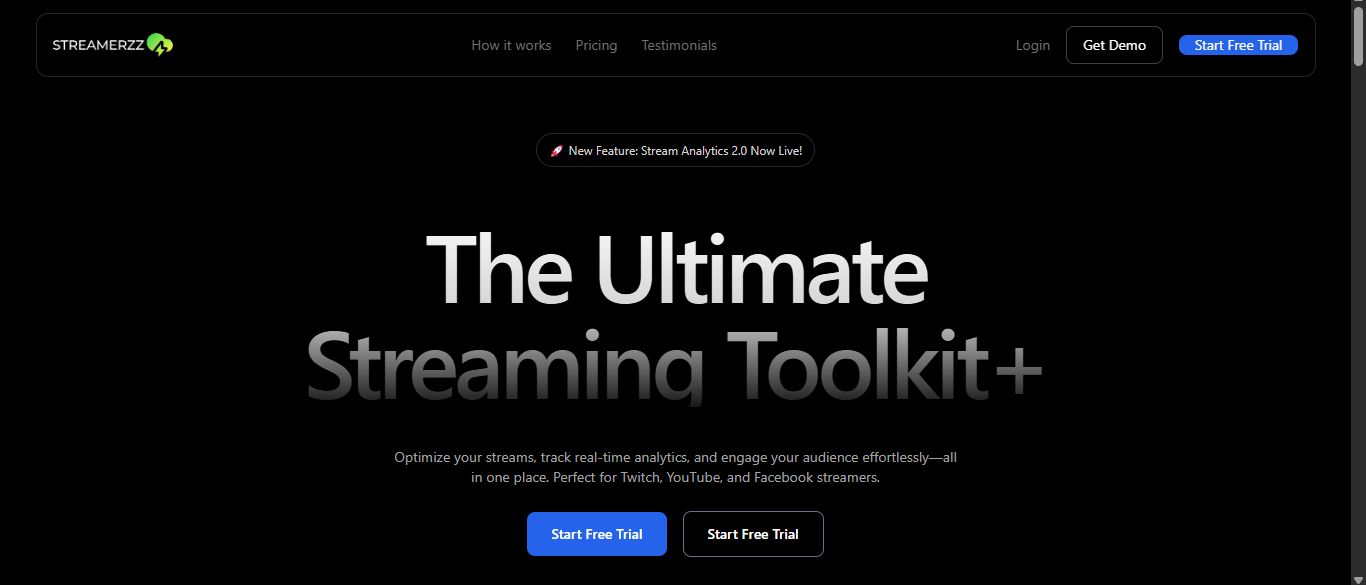 STREAMERZZ
How it works
Pricing
Testimonials
Login
Get Demo
Start Free Trial
🚀 New Feature: Stream Analytics 2.0 Now Live!
The Ultimate
Streaming Toolkit+
Optimize your streams, track real-time analytics, and engage your audience effortlessly—all
in one place. Perfect for Twitch, YouTube, and Facebook streamers.
Start Free Trial
Start Free Trial